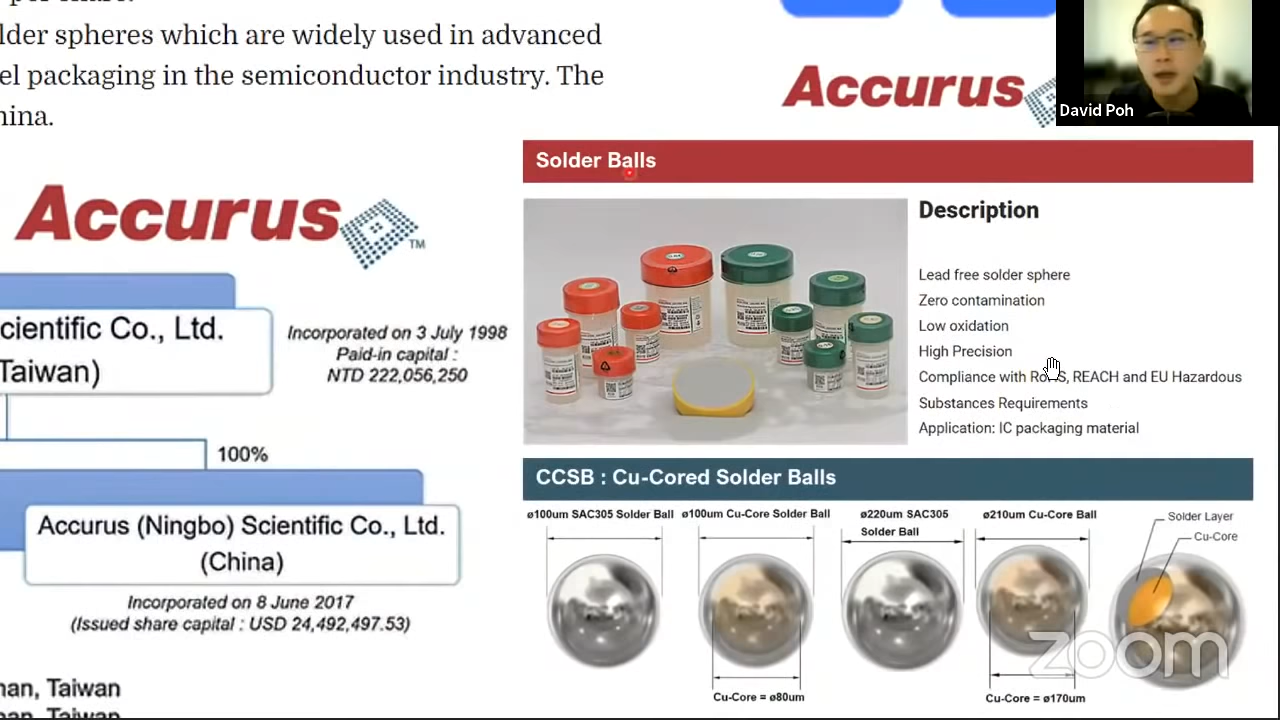 per share.
lder spheres which are widely used in advanced
el packaging in the semiconductor industry. The
hina.
Accurus
David Poh
Accurus
TM
cientific Co., Ltd.
Taiwan)
Incorporated on 3 July 1998
Paid-in capital :
NTD 222,056,250
100%
Accurus (Ningbo) Scientific Co., Ltd.
(China)
Incorporated on 8 June 2017
(Issued share capital : USD 24,492,497.53)
nan, Taiwan
nan, Taiwan
Solder Balls
Description
Lead free solder sphere
Zero contamination
Low oxidation
High Precision
Compliance with RoHS, REACH and EU Hazardous
Substances Requirements
Application: IC packaging material
CCSB : Cu-Cored Solder Balls
ø100um SAC305 Solder Ball
ø100um Cu-Core Solder Ball
ø220um SAC305
Solder Ball
ø210um Cu-Core Ball
Solder Layer
Cu-Core
Cu-Core = ø80um
Cu-Core = ø170um
zoom